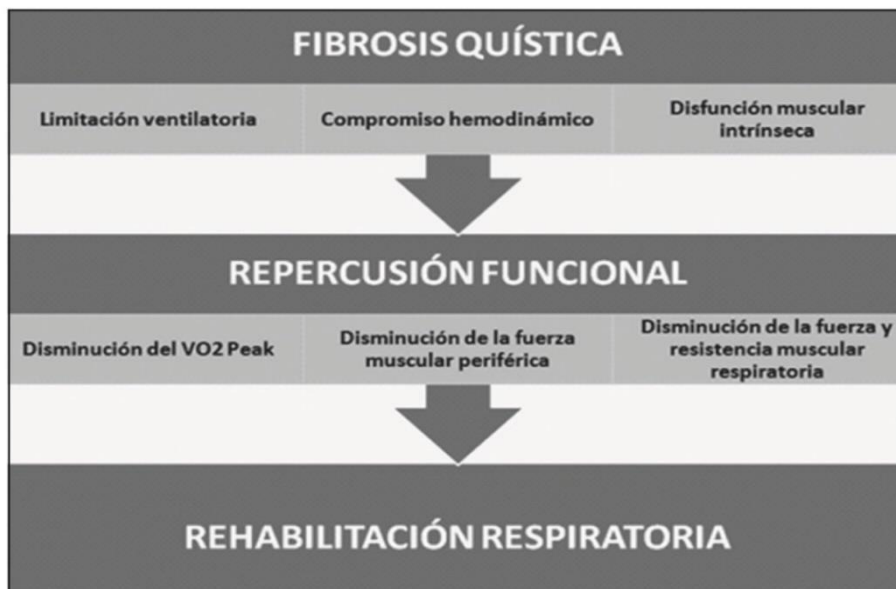 FIBROSIS QUÍSTICA
Limitación ventilatoria
Compromiso hemodinámico
Disfunción muscular
intrínseca
REPERCUSIÓN FUNCIONAL
Disminución del VO2 Peak
Disminución de la fuerza
muscular periférica
Disminución de la fuerza y
resistencia muscular
respiratoria
REHABILITACIÓN RESPIRATORIA